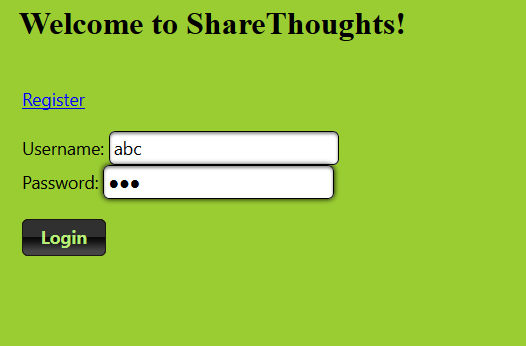 Welcome to ShareThoughts!
Register
Username: abc
Password: ●●●
Login